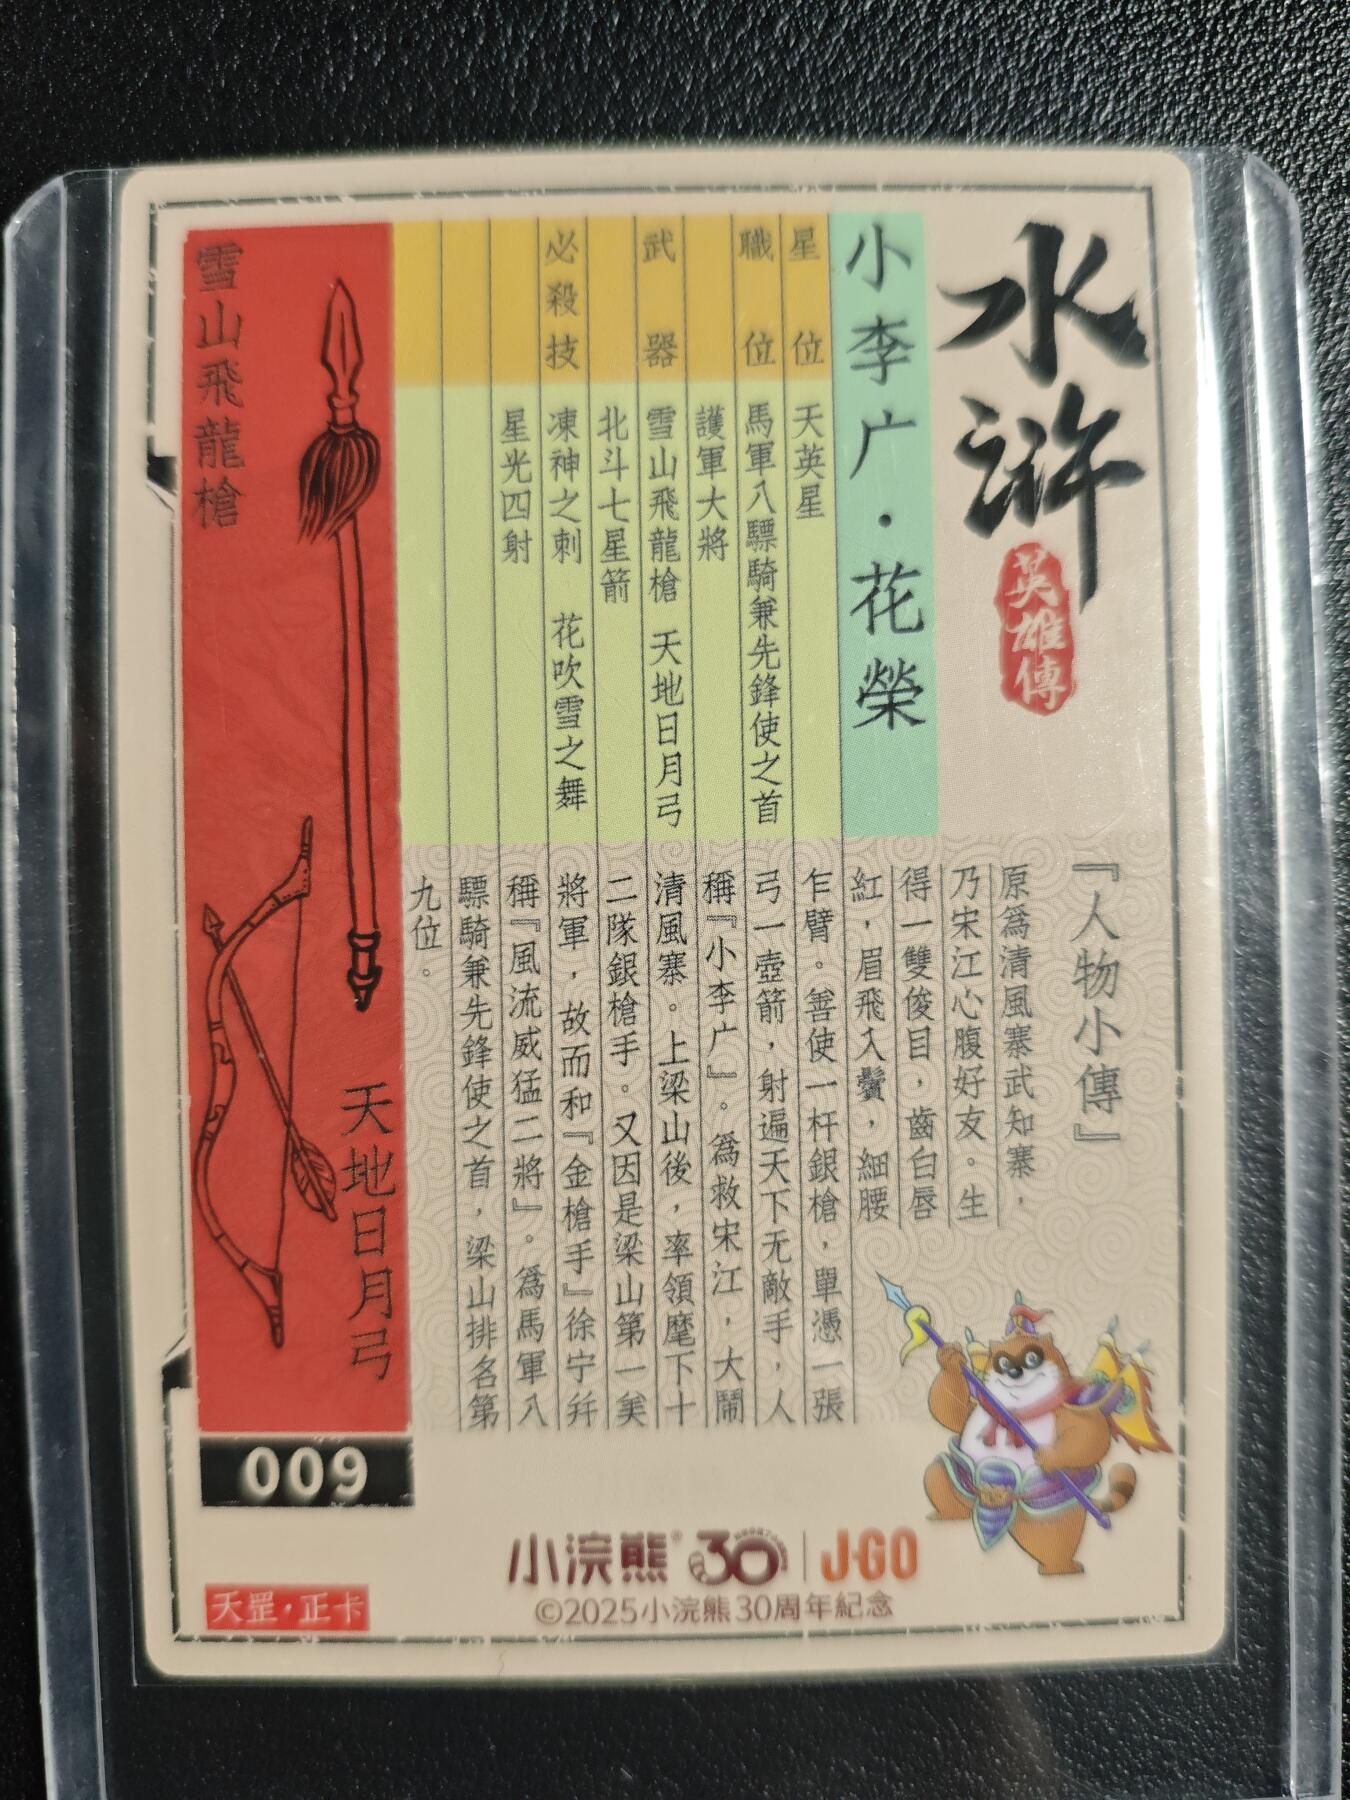 水滸
英雄傳
小李广·花榮
星位
天英星
職位
馬軍八驃騎兼先鋒使之首
護軍大將
武器
雪山飛龍槍 天地日月弓
北斗七星箭
必殺技
凍神之刺 花吹雪之舞
星光四射
『人物小傳』
原爲清風寨武知寨，
乃宋江心腹好友。生
得一雙俊目，齒白唇
紅，眉飛入鬢，細腰
乍臂。善使一杆銀槍，單憑一張
弓一壺箭，射遍天下无敵手，人
稱『小李广』。爲救宋江，大鬧
清風寨。上梁山後，率領麾下十
二隊銀槍手。又因是梁山第一美
將軍，故而和『金槍手』徐宁幷
稱『風流威猛二將』。爲馬軍八
驃騎兼先鋒使之首，梁山排名第
九位。
雪山飛龍槍
天地日月弓
009
小浣熊® 30 | J·GO
©2025小浣熊30周年紀念
天罡·正卡